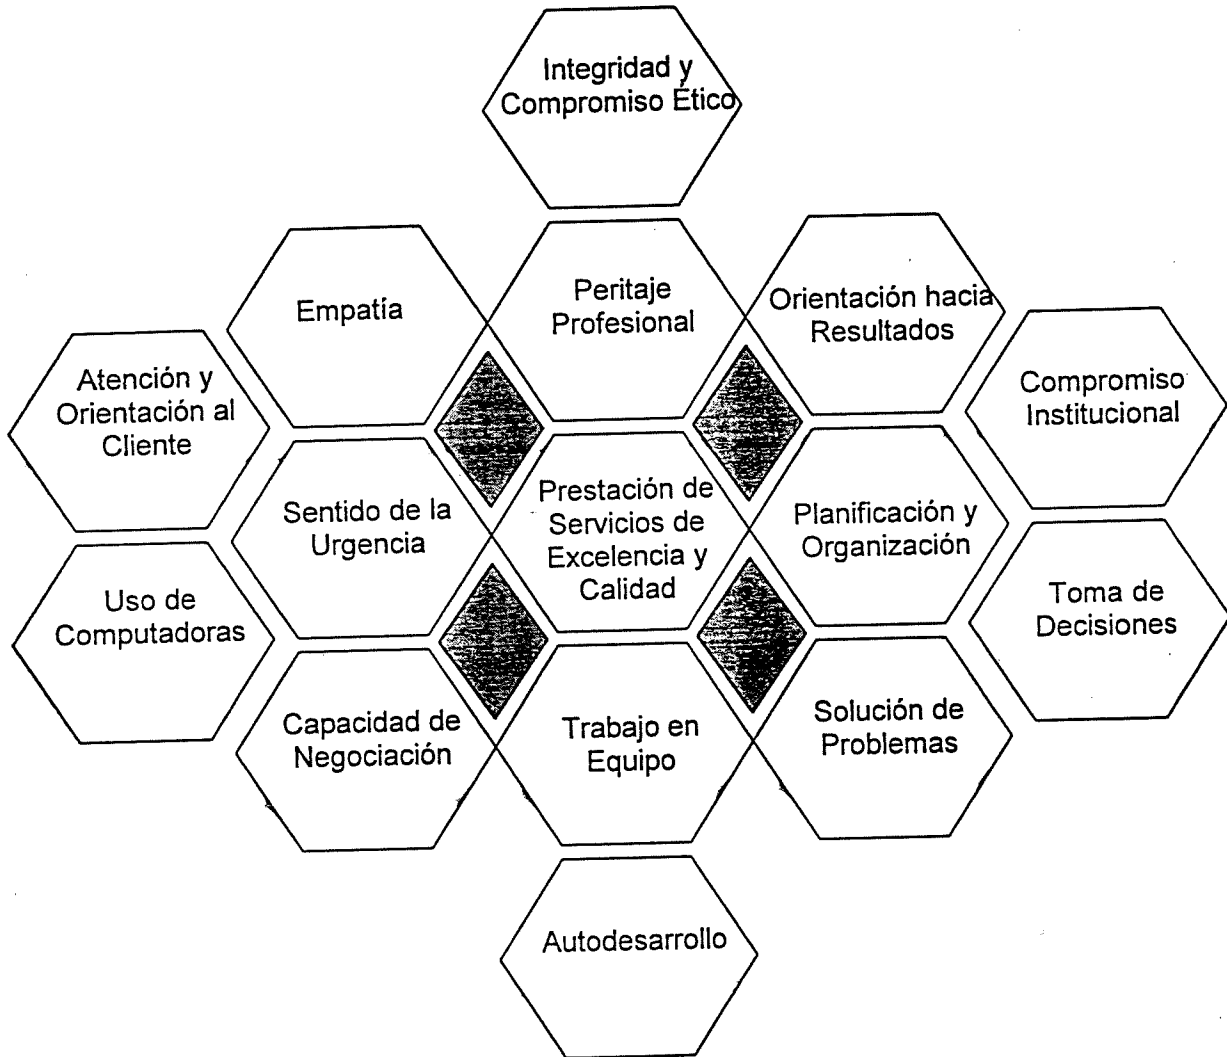 Integridad y
Compromiso Ético
Empatía
Peritaje
Profesional
Orientación hacia
Resultados
Atención y
Orientación al
Cliente
Compromiso
Institucional
Sentido de la
Urgencia
Prestación de
Servicios de
Excelencia y
Calidad
Planificación y
Organización
Uso de
Computadoras
Toma de
Decisiones
Capacidad de
Negociación
Trabajo en
Equipo
Solución de
Problemas
Autodesarrollo